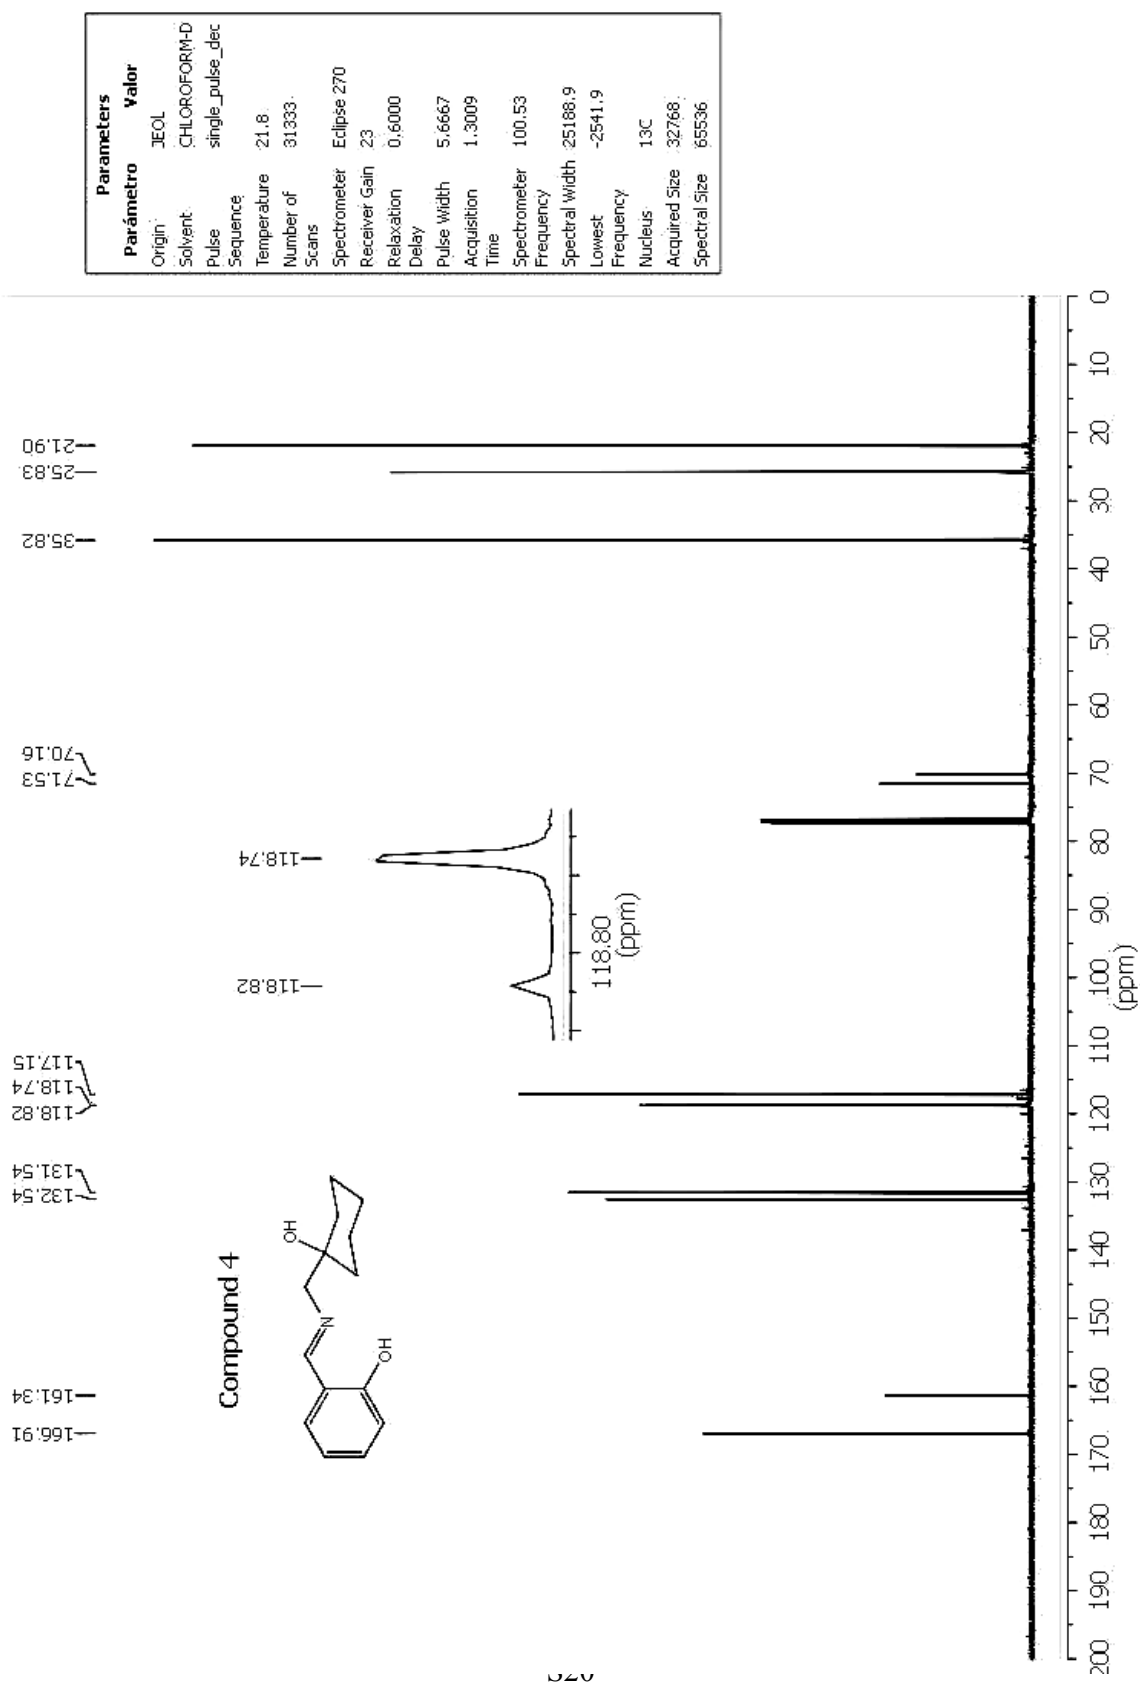 Parameters
Parámetro Valor
Origin JEOL
Solvent CHLOROFORM-D
Pulse single_pulse_dec
Sequence
Temperature 21.8
Number of 31333
Scans
Spectrometer Eclipse 270
Receiver Gain 23
Relaxation 0.6000
Delay
Pulse Width 5.6667
Acquisition 1.3009
Time
Spectrometer 100.53
Frequency
Spectral Width 25188.9
Lowest -2541.9
Frequency
Nucleus 13C
Acquired Size 32768
Spectral Size 65536
166.91
161.34
132.54
131.54
118.82
118.74
117.15
71.53
70.16
35.82
25.83
21.90
Compound 4
OH
N
OH
118.82
118.74
118.80
(ppm)
200 190 180 170 160 150 140 130 120 110 100 90 80 70 60 50 40 30 20 10 0
(ppm)